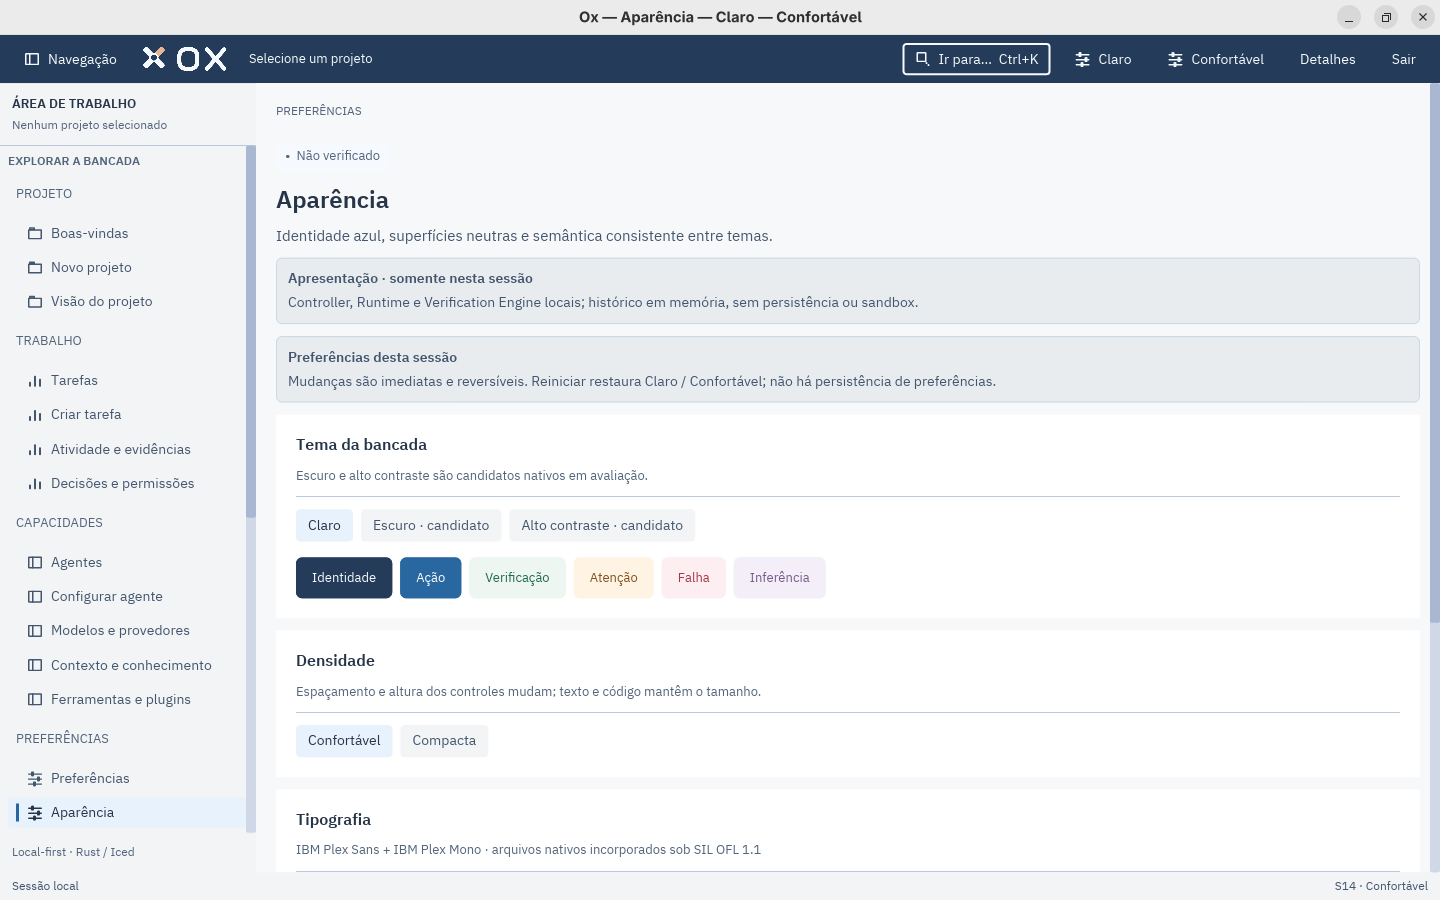 Ox — Aparência — Claro — Confortável
Navegação
OX
Selecione um projeto
Ir para... Ctrl+K
Claro
Confortável
Detalhes
Sair
ÁREA DE TRABALHO
Nenhum projeto selecionado
EXPLORAR A BANCADA
PROJETO
Boas-vindas
Novo projeto
Visão do projeto
TRABALHO
Tarefas
Criar tarefa
Atividade e evidências
Decisões e permissões
CAPACIDADES
Agentes
Configurar agente
Modelos e provedores
Contexto e conhecimento
Ferramentas e plugins
PREFERÊNCIAS
Preferências
Aparência
Local-first · Rust / Iced
PREFERÊNCIAS
• Não verificado
Aparência
Identidade azul, superfícies neutras e semântica consistente entre temas.
Apresentação · somente nesta sessão
Controller, Runtime e Verification Engine locais; histórico em memória, sem persistência ou sandbox.
Preferências desta sessão
Mudanças são imediatas e reversíveis. Reiniciar restaura Claro / Confortável; não há persistência de preferências.
Tema da bancada
Escuro e alto contraste são candidatos nativos em avaliação.
Claro
Escuro · candidato
Alto contraste · candidato
Identidade
Ação
Verificação
Atenção
Falha
Inferência
Densidade
Espaçamento e altura dos controles mudam; texto e código mantêm o tamanho.
Confortável
Compacta
Tipografia
IBM Plex Sans + IBM Plex Mono · arquivos nativos incorporados sob SIL OFL 1.1
Sessão local
S14 · Confortável